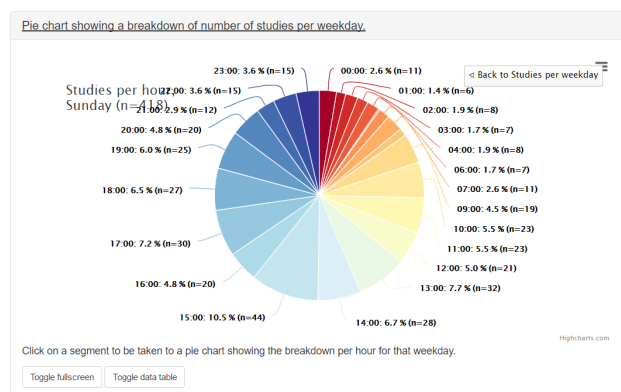 Pie chart showing a breakdown of number of studies per weekday.
Studies per hour,
Sunday (n=418)
◁ Back to Studies per weekday
23:00: 3.6 % (n=15)
00:00: 2.6 % (n=11)
22:00: 3.6 % (n=15)
01:00: 1.4 % (n=6)
21:00: 2.9 % (n=12)
02:00: 1.9 % (n=8)
20:00: 4.8 % (n=20)
03:00: 1.7 % (n=7)
19:00: 6.0 % (n=25)
04:00: 1.9 % (n=8)
06:00: 1.7 % (n=7)
18:00: 6.5 % (n=27)
07:00: 2.6 % (n=11)
09:00: 4.5 % (n=19)
10:00: 5.5 % (n=23)
17:00: 7.2 % (n=30)
11:00: 5.5 % (n=23)
12:00: 5.0 % (n=21)
16:00: 4.8 % (n=20)
13:00: 7.7 % (n=32)
15:00: 10.5 % (n=44)
14:00: 6.7 % (n=28)
Highcharts.com
Click on a segment to be taken to a pie chart showing the breakdown per hour for that weekday.
Toggle fullscreen
Toggle data table